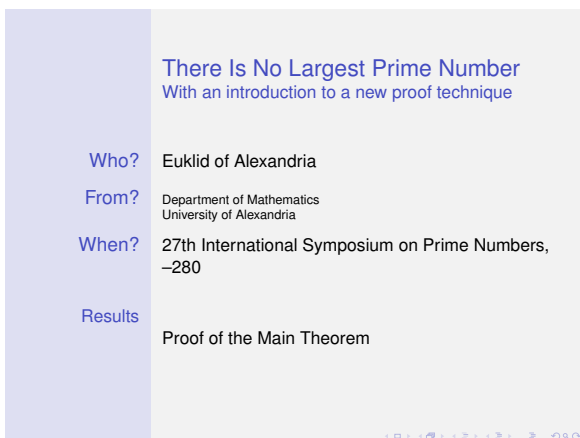 There Is No Largest Prime Number
With an introduction to a new proof technique
Who? Euklid of Alexandria
From? Department of Mathematics
University of Alexandria
When? 27th International Symposium on Prime Numbers,
–280
Results
Proof of the Main Theorem